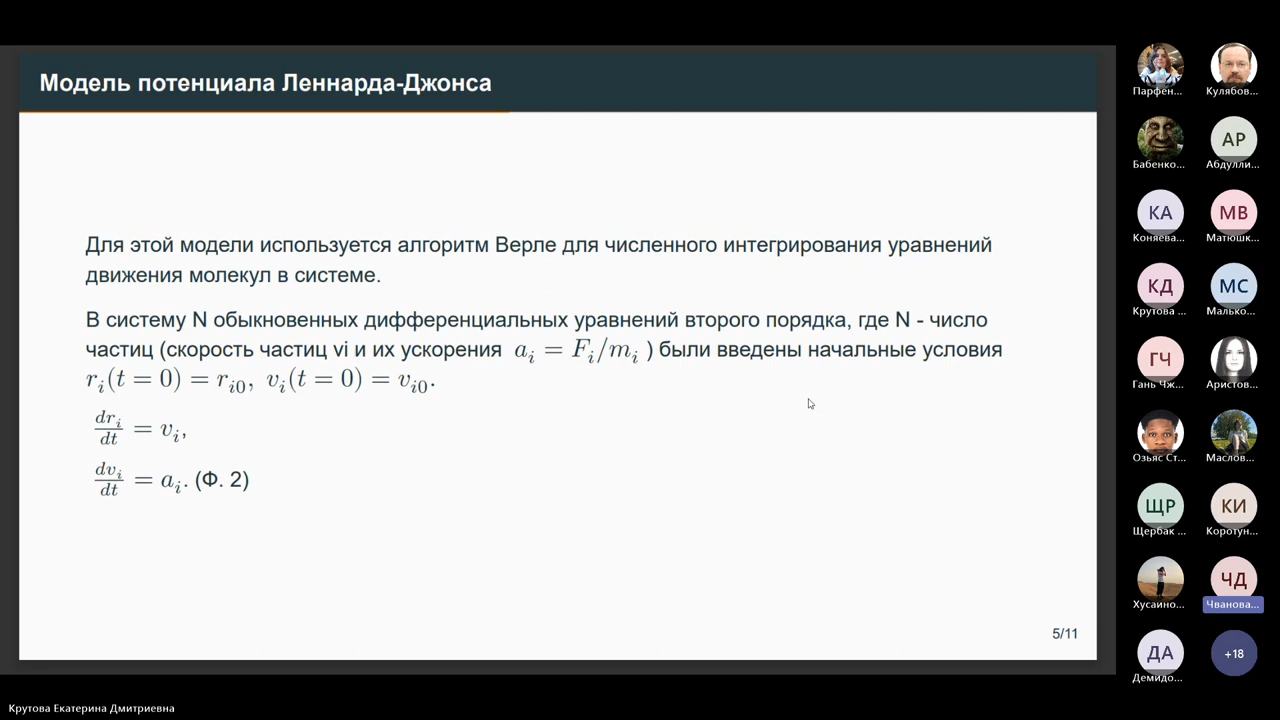 Модель потенциала Леннарда-Джонса
Для этой модели используется алгоритм Верле для численного интегрирования уравнений
движения молекул в системе.
В систему N обыкновенных дифференциальных уравнений второго порядка, где N - число
частиц (скорость частиц vi и их ускорения a_i = F_i/m_i ) были введены начальные условия
r_i(t = 0) = r_{i0}, v_i(t = 0) = v_{i0}.
dr_i/dt = v_i,
dv_i/dt = a_i. (Ф. 2)
5/11
Парфен...
Кулябов...
Бабенко...
АР
Абдулли...
КА
Коняева...
МВ
Матюшк...
КД
Крутова ...
МС
Малько...
ГЧ
Гань Чж...
Аристов...
Озьяс Ст...
Маслов...
ЩР
Щербак ...
КИ
Коротун...
Хусаино...
ЧД
Чванова...
ДА
Демидо...
+18
Крутова Екатерина Дмитриевна